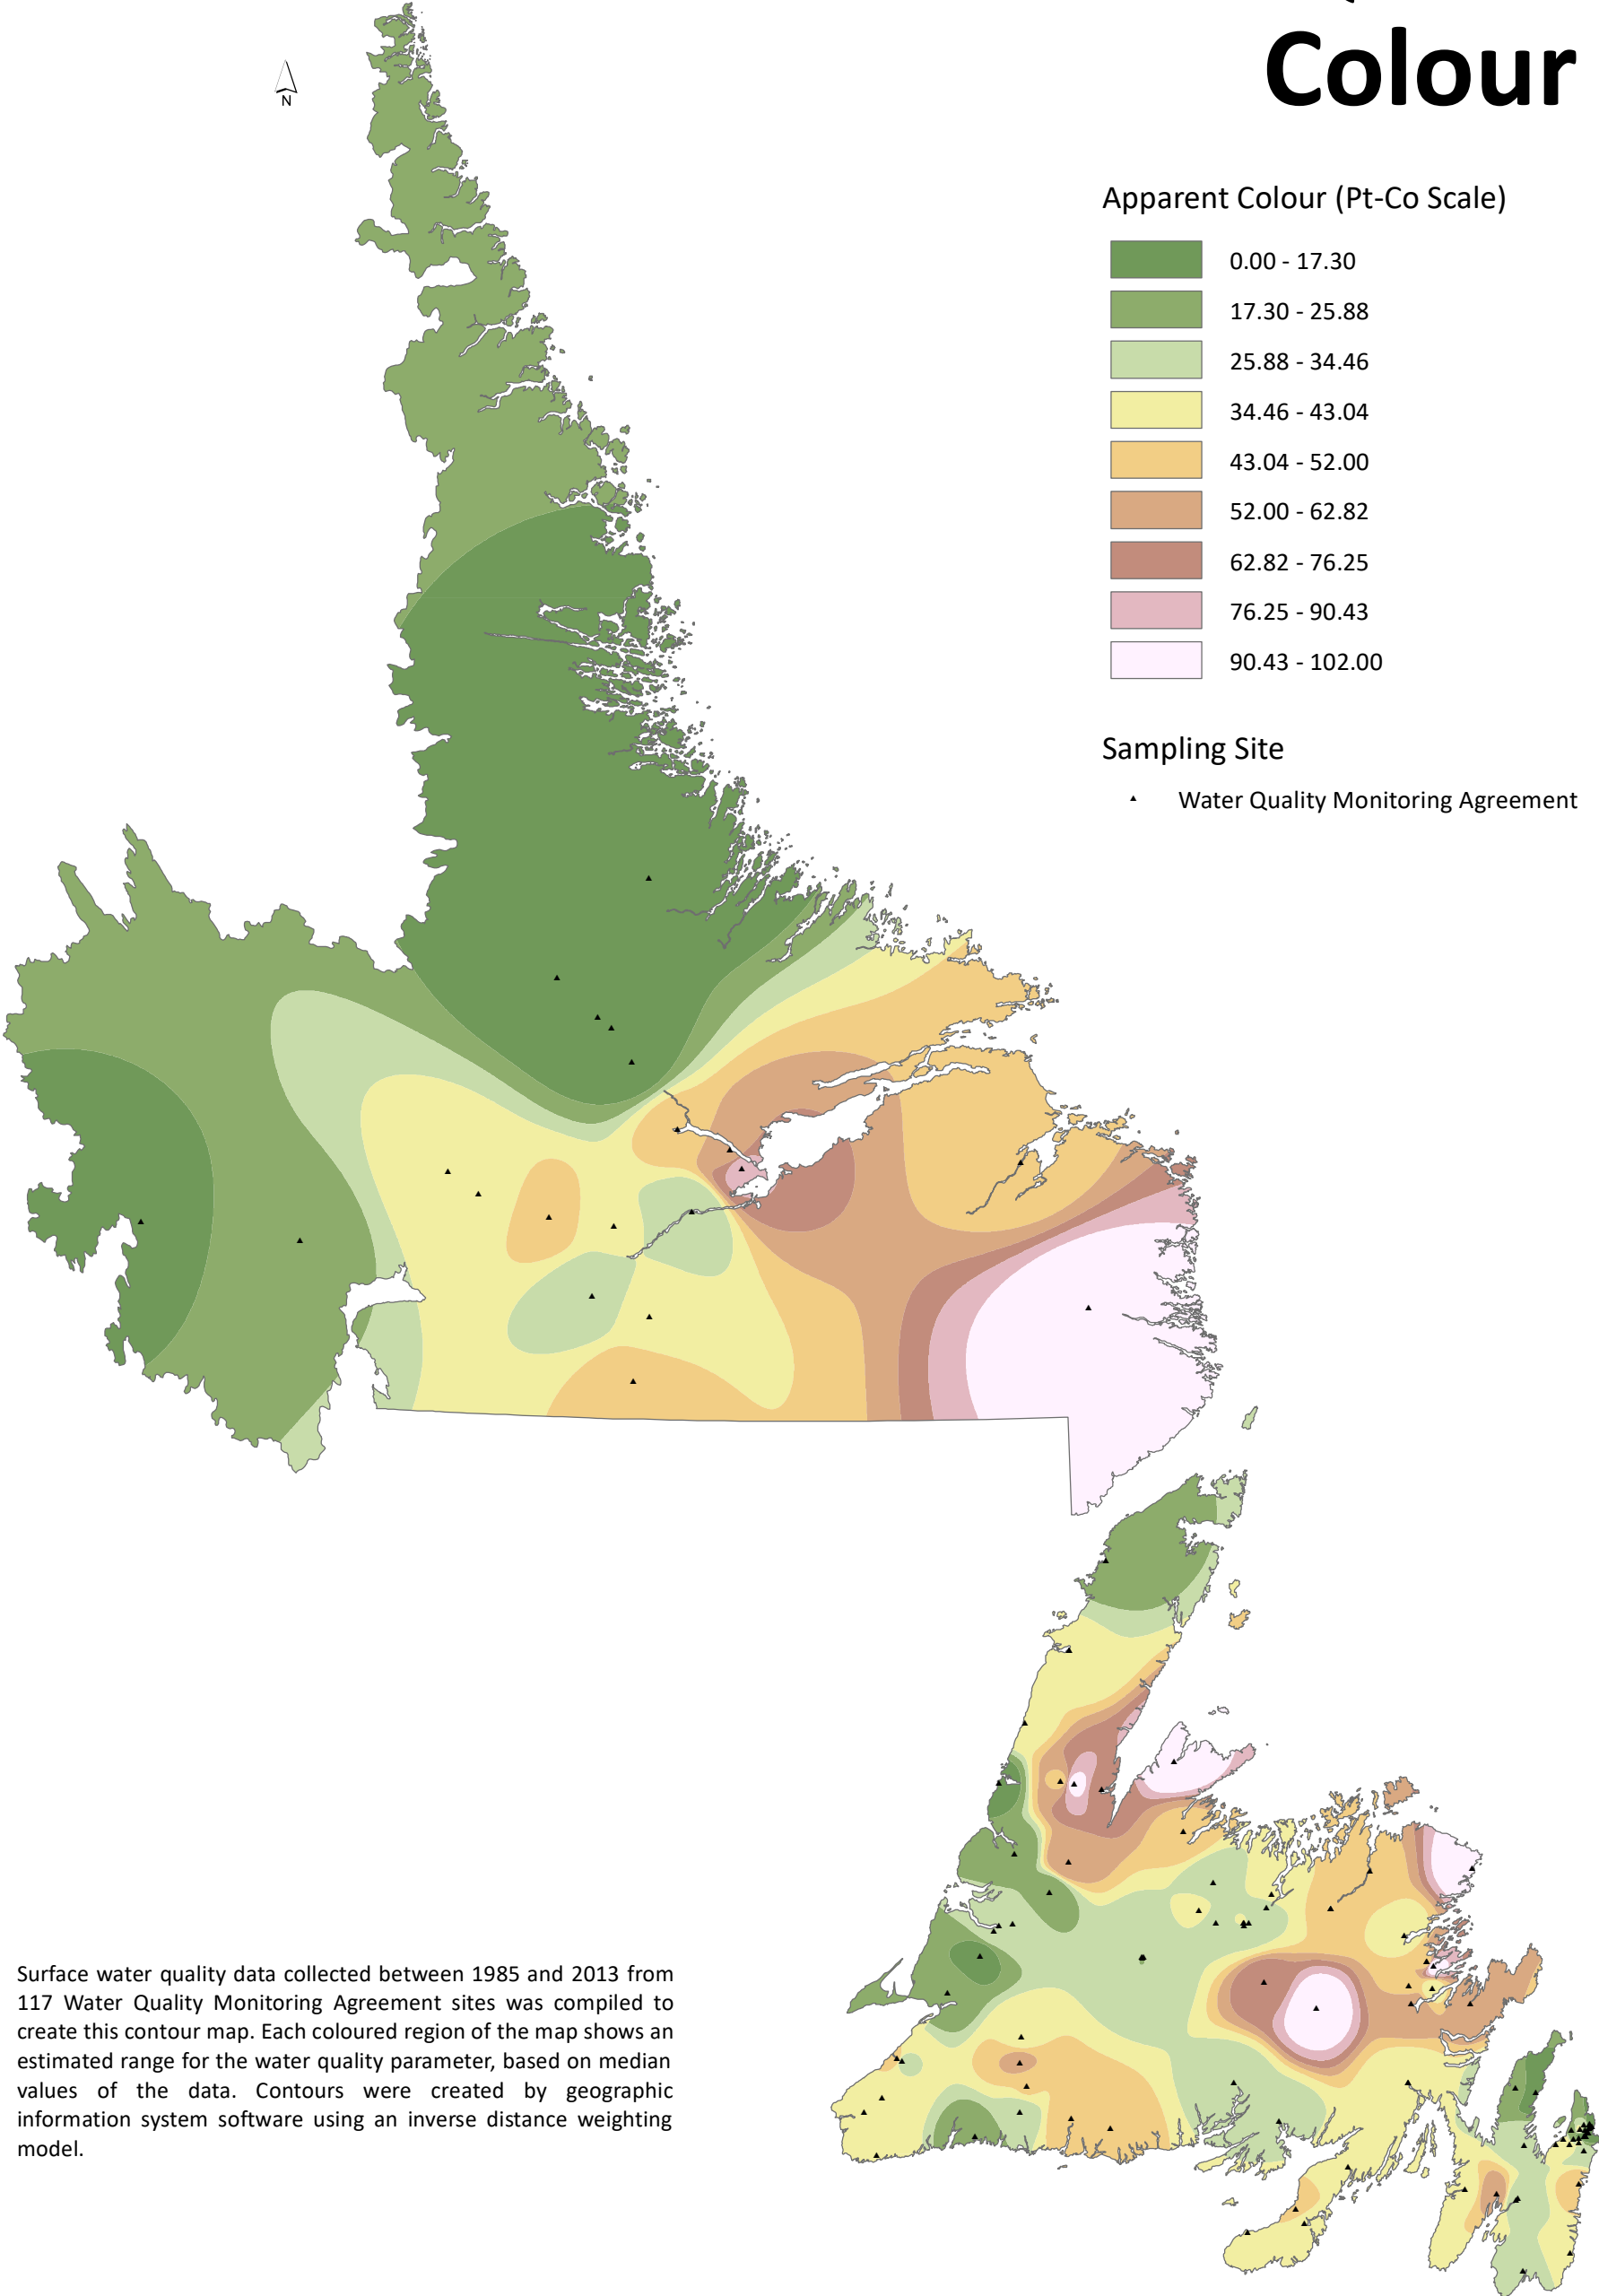 Colour
N
Apparent Colour (Pt-Co Scale)
0.00 - 17.30
17.30 - 25.88
25.88 - 34.46
34.46 - 43.04
43.04 - 52.00
52.00 - 62.82
62.82 - 76.25
76.25 - 90.43
90.43 - 102.00
Sampling Site
Water Quality Monitoring Agreement
Surface water quality data collected between 1985 and 2013 from
117 Water Quality Monitoring Agreement sites was compiled to
create this contour map. Each coloured region of the map shows an
estimated range for the water quality parameter, based on median
values of the data. Contours were created by geographic
information system software using an inverse distance weighting
model.